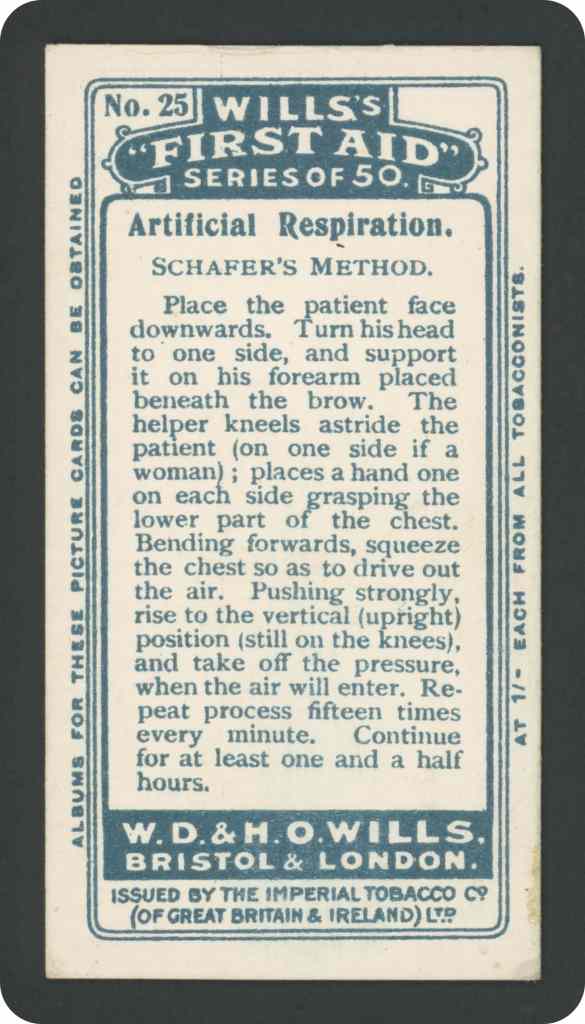 No. 25
WILLS'S
"FIRST AID"
SERIES OF 50.
Artificial Respiration.
SCHAFER'S METHOD.
Place the patient face
downwards. Turn his head
to one side, and support
it on his forearm placed
beneath the brow. The
helper kneels astride the
patient (on one side if a
woman); places a hand one
on each side grasping the
lower part of the chest.
Bending forwards, squeeze
the chest so as to drive out
the air. Pushing strongly,
rise to the vertical (upright)
position (still on the knees),
and take off the pressure,
when the air will enter. Re-
peat process fifteen times
every minute. Continue
for at least one and a half
hours.
W.D. & H.O. WILLS,
BRISTOL & LONDON.
ISSUED BY THE IMPERIAL TOBACCO CO
(OF GREAT BRITAIN & IRELAND) LTD
ALBUMS FOR THESE PICTURE CARDS CAN BE OBTAINED
AT 1/- EACH FROM ALL TOBACCONISTS.